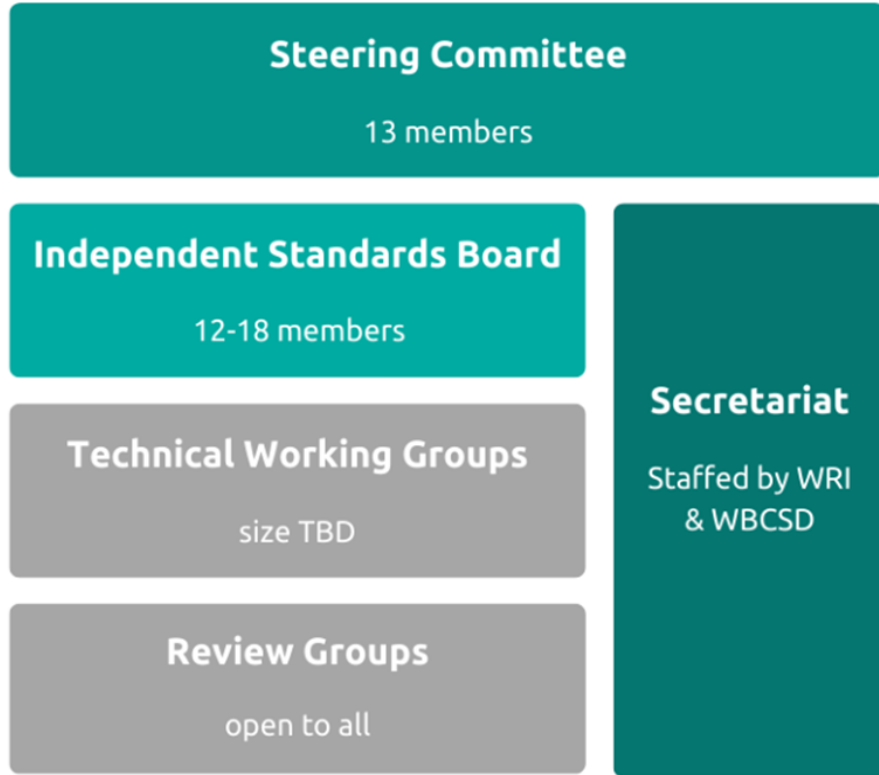 Steering Committee
13 members
Independent Standards Board
12-18 members
Technical Working Groups
size TBD
Review Groups
open to all
Secretariat
Staffed by WRI
& WBCSD